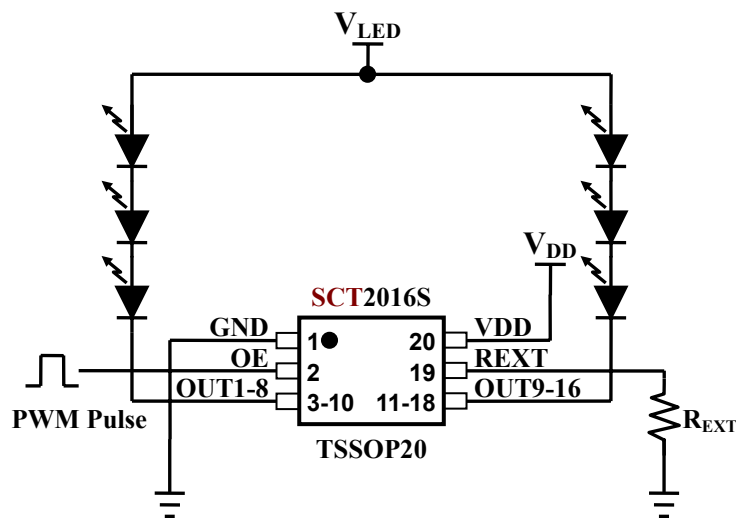 VLED
VDD
SCT2016S
GND 1 20 VDD
OE 2 19 REXT
OUT1-8 3-10 11-18 OUT9-16
PWM Pulse
REXT
TSSOP20